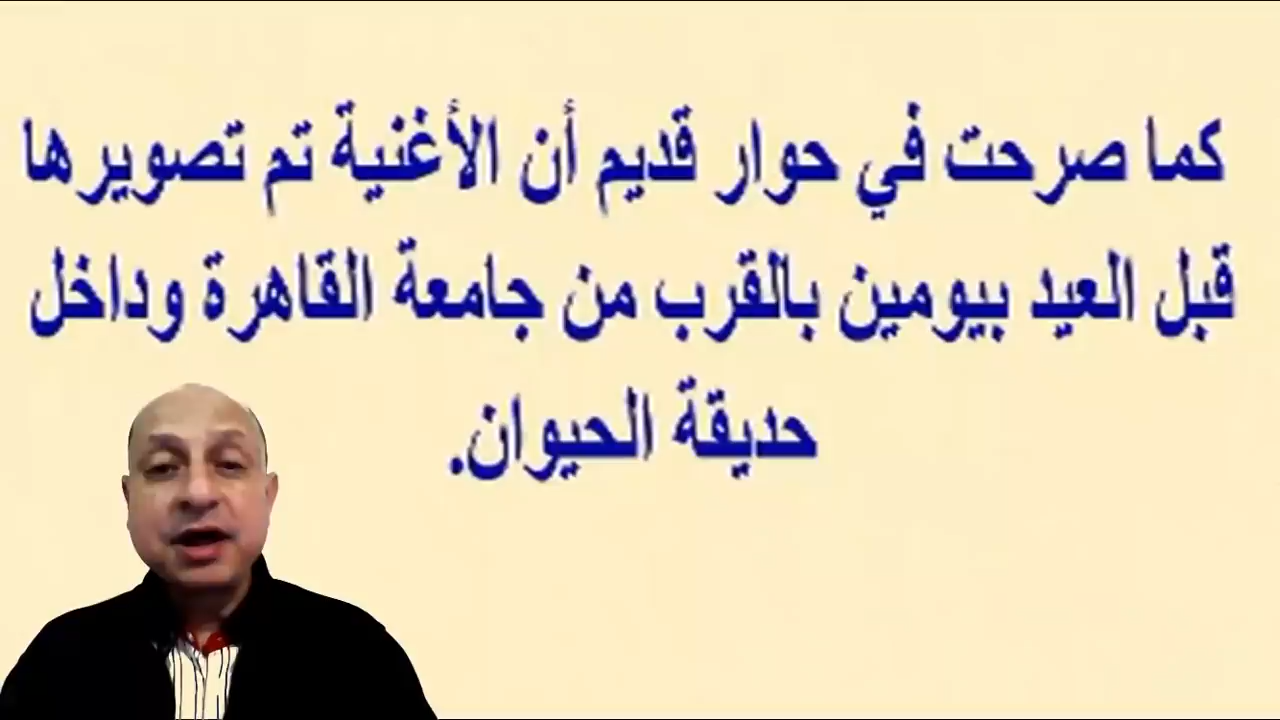 كما صرحت في حوار قديم أن الأغنية تم تصويرها
قبل العيد بيومين بالقرب من جامعة القاهرة وداخل
حديقة الحيوان.